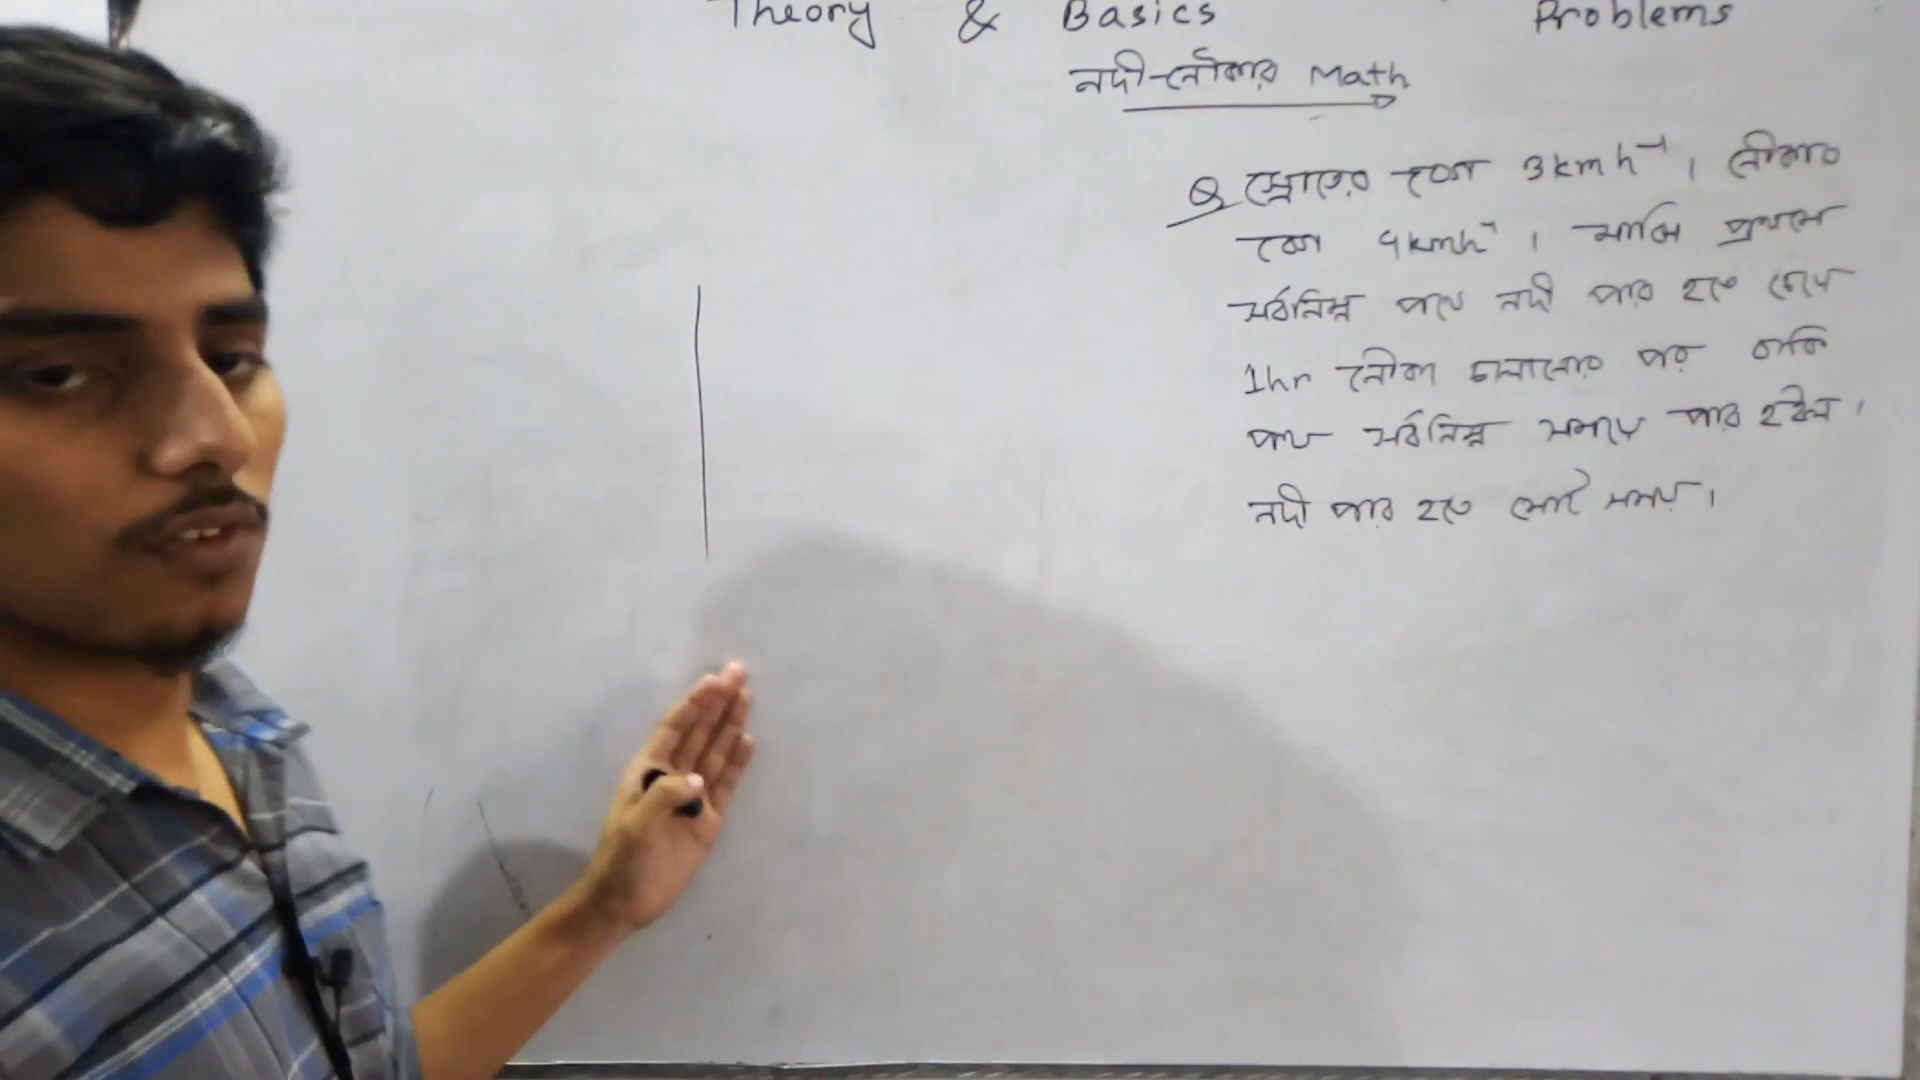 Theory & Basics Problems
নদী-নৌকার Math
Q স্রোতের বেগ 3kmh⁻¹। নৌকার
বেগ 4kmh⁻¹। মাঝি প্রথমে
সর্বনিম্ন পথে নদী পার হতে চেয়ে
1hr নৌকা চালানোর পর বাকি
পথ সর্বনিম্ন সময়ে পার হইল।
নদী পার হতে মোট সময়।